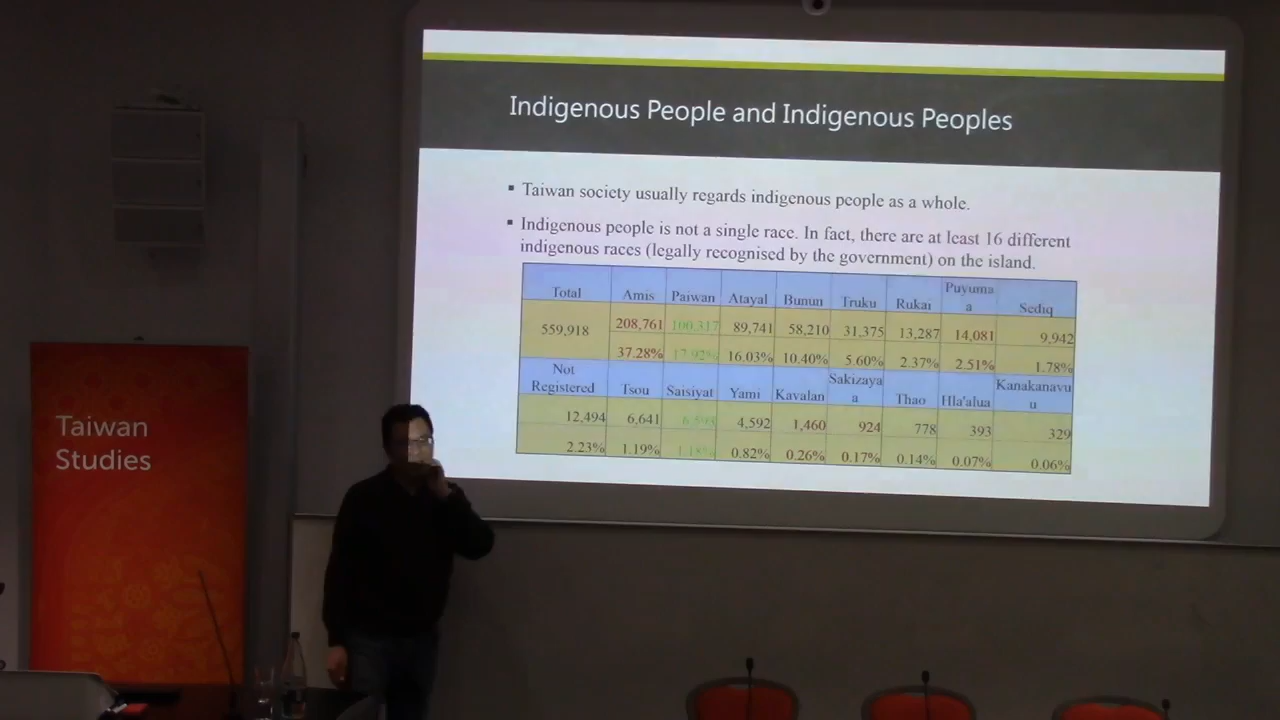 Indigenous People and Indigenous Peoples
▪ Taiwan society usually regards indigenous people as a whole.
▪ Indigenous people is not a single race. In fact, there are at least 16 different
indigenous races (legally recognised by the government) on the island.
Total Amis Paiwan Atayal Bunun Truku Rukai Puyuma a Sediq
559,918 208,761 100,317 89,741 58,210 31,375 13,287 14,081 9,942
37.28% 17.92% 16.03% 10.40% 5.60% 2.37% 2.51% 1.78%
Not Registered Tsou Saisiyat Yami Kavalan Sakizaya a Thao Hla'alua Kanakanavu u
12,494 6,641 4,592 1,460 924 778 393 329
2.23% 1.19% 1.18% 0.82% 0.26% 0.17% 0.14% 0.07% 0.06%
Taiwan
Studies